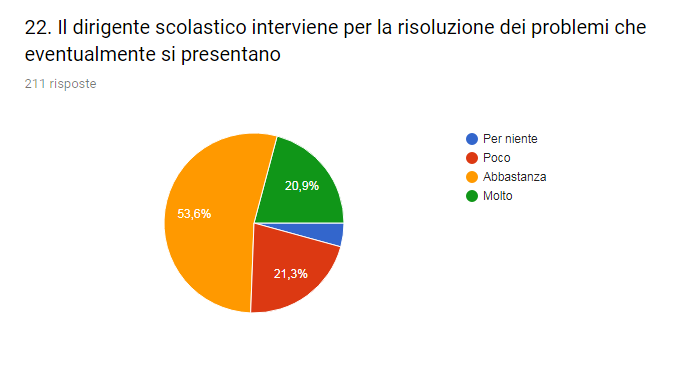 22. Il dirigente scolastico interviene per la risoluzione dei problemi che
eventualmente si presentano
211 risposte
Per niente
Poco
Abbastanza
Molto
20,9%
53,6%
21,3%